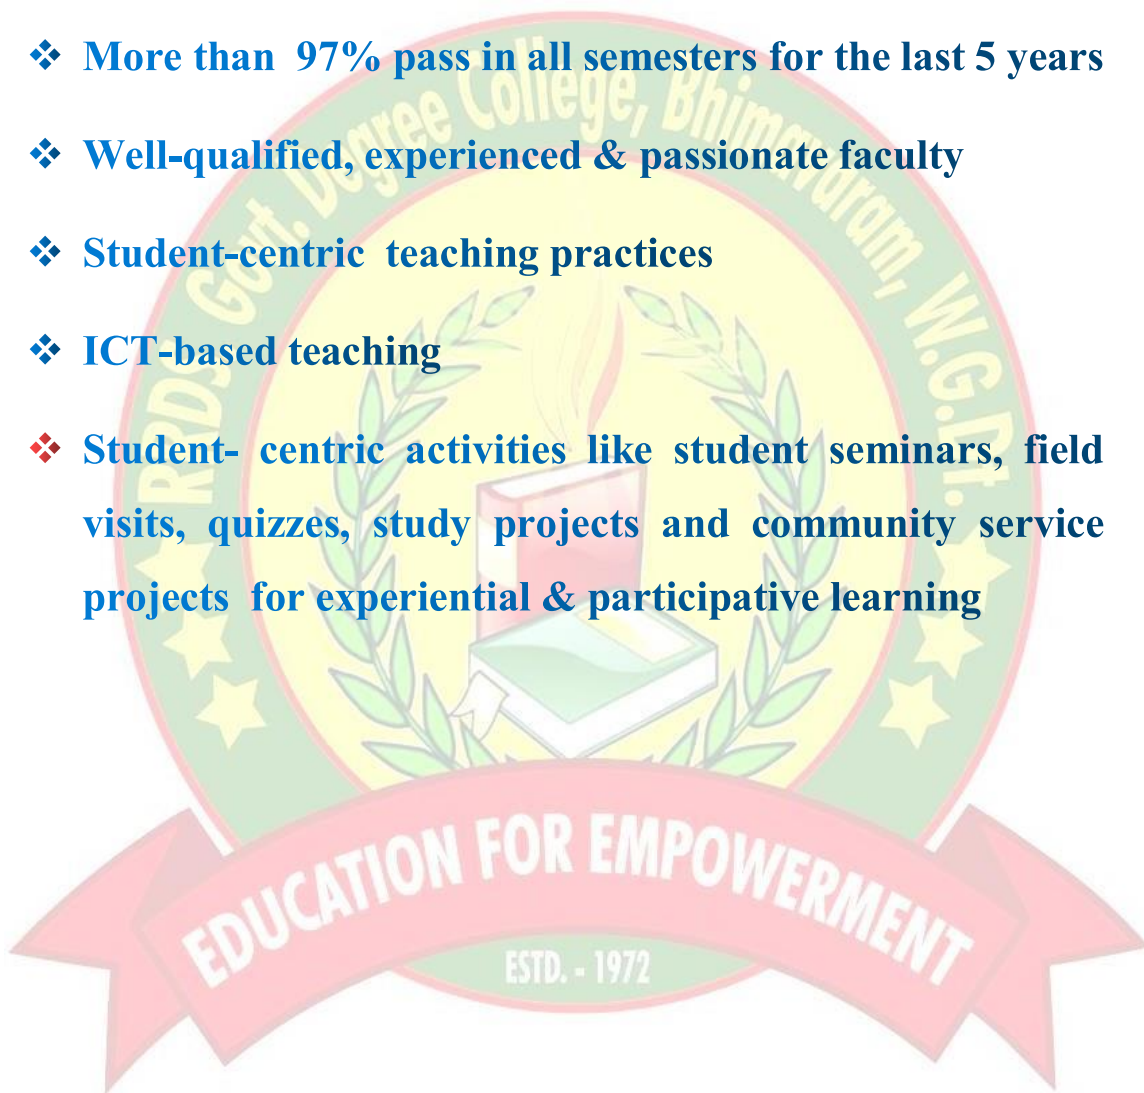 ❖ More than 97% pass in all semesters for the last 5 years
❖ Well-qualified, experienced & passionate faculty
❖ Student-centric teaching practices
❖ ICT-based teaching
❖ Student- centric activities like student seminars, field
visits, quizzes, study projects and community service
projects for experiential & participative learning
RRDS Govt. Degree College, Bhimavaram, W.G.Dt.
EDUCATION FOR EMPOWERMENT
ESTD. - 1972